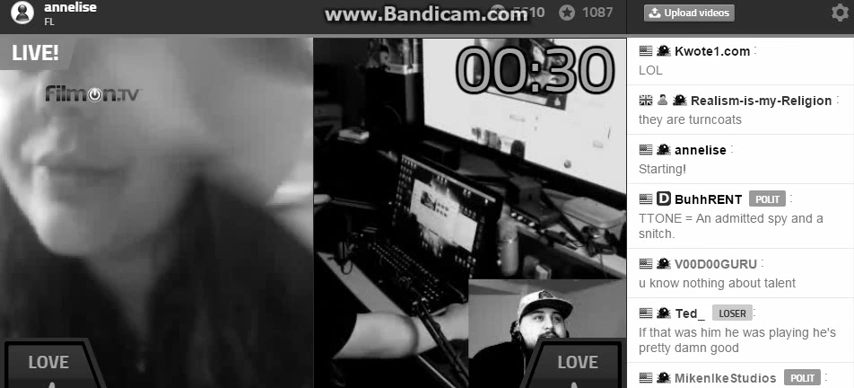 annelise
FL
www.Bandicam.com
1087
Upload videos
LIVE!
filmon.TV
00:30
Kwote1.com :
LOL
Realism-is-my-Religion :
they are turncoats
annelise :
Starting!
D BuhhRENT POLIT :
TTONE = An admitted spy and a
snitch.
V00D00GURU :
u know nothing about talent
Ted_ LOSER :
If that was him he was playing he's
pretty damn good
MikenIkeStudios POLIT :
LOVE
LOVE